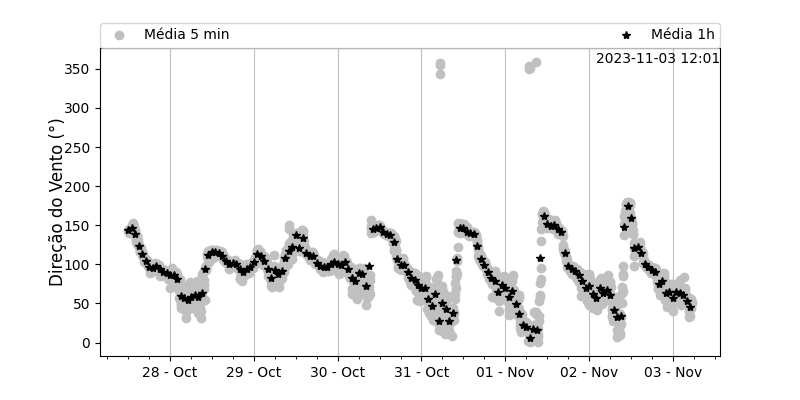 Média 5 min
Média 1h
2023-11-03 12:01
Direção do Vento (°)
350
300
250
200
150
100
50
0
28 - Oct
29 - Oct
30 - Oct
31 - Oct
01 - Nov
02 - Nov
03 - Nov